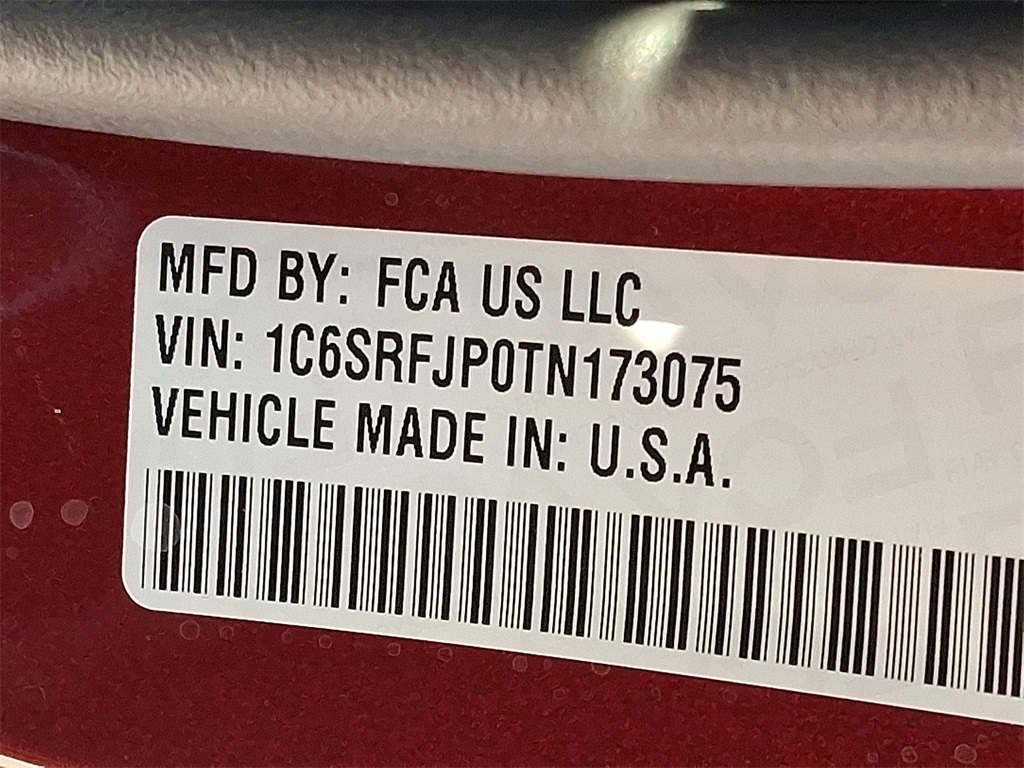 MFD BY: FCA US LLC
VIN: 1C6SRFJP0TN173075
VEHICLE MADE IN: U.S.A.